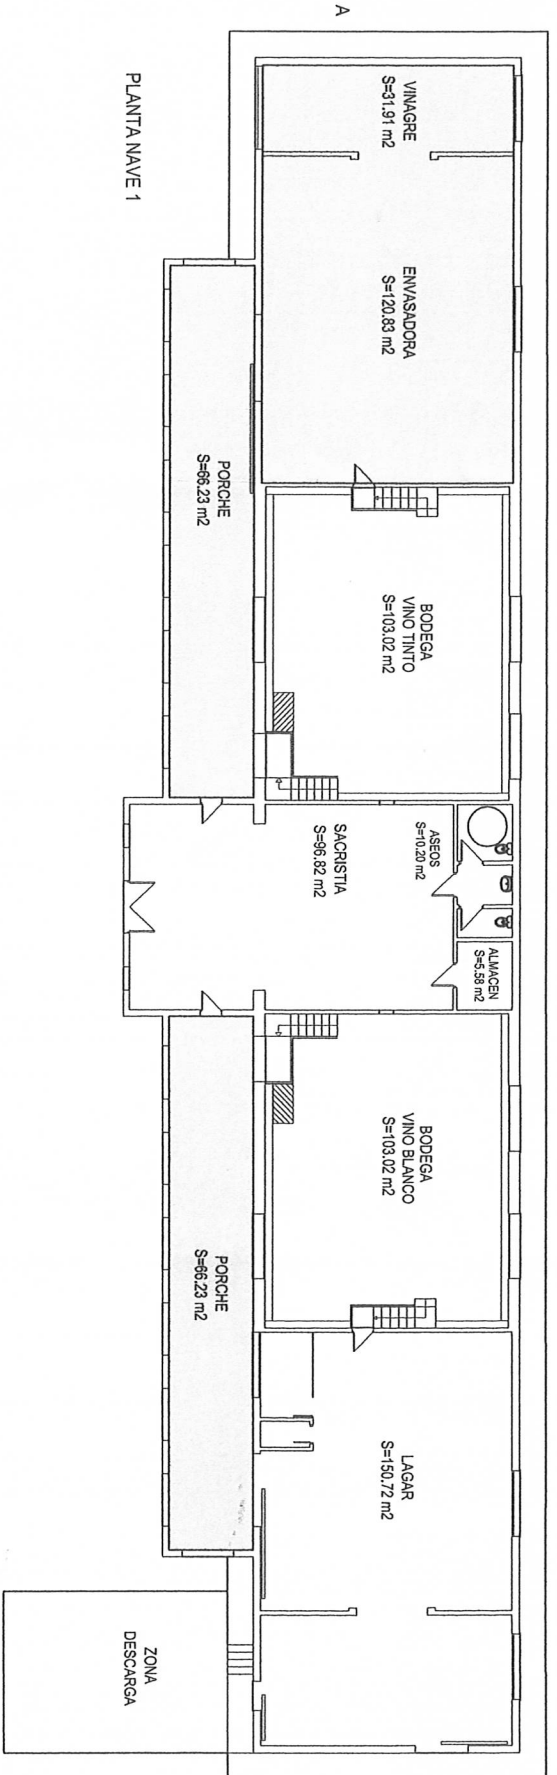 A
PLANTA NAVE 1
VINAGRE
S=31.91 m2
ENVASADORA
S=120.83 m2
PORCHE
S=66.23 m2
BODEGA
VINO TINTO
S=103.02 m2
SACRISTIA
S=96.82 m2
ASEOS
S=10.20 m2
ALMACEN
S=5.58 m2
BODEGA
VINO BLANCO
S=103.02 m2
PORCHE
S=66.23 m2
LAGAR
S=150.72 m2
ZONA
DESCARGA